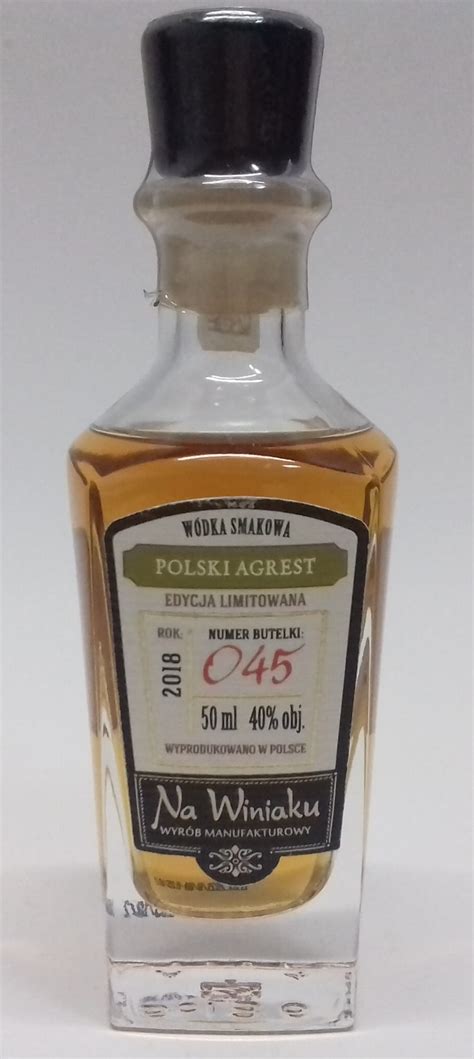 WÓDKA SMAKOWA
POLSKI AGREST
EDYCJA LIMITOWANA
ROK: 2018
NUMER BUTELKI:
045
50 ml 40% obj.
WYPRODUKOWANO W POLSCE
Na Winiaku
WYRÓB MANUFAKTUROWY